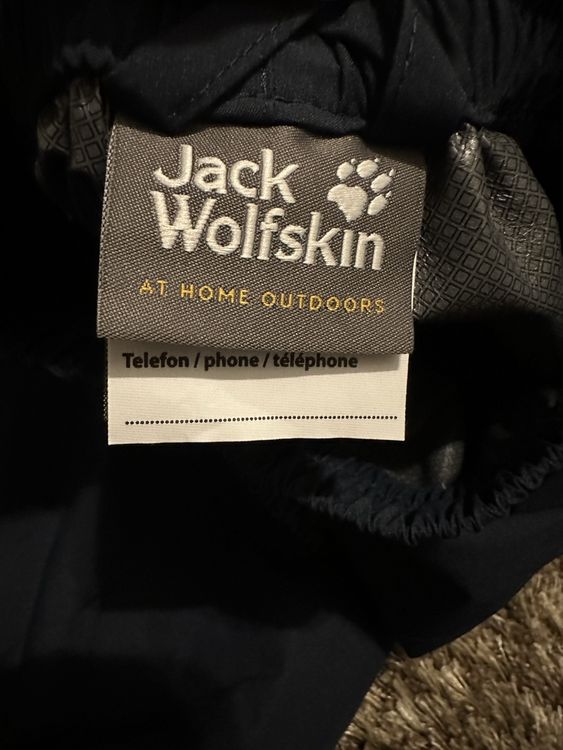 Jack
Wolfskin
AT HOME OUTDOORS
Telefon / phone / téléphone